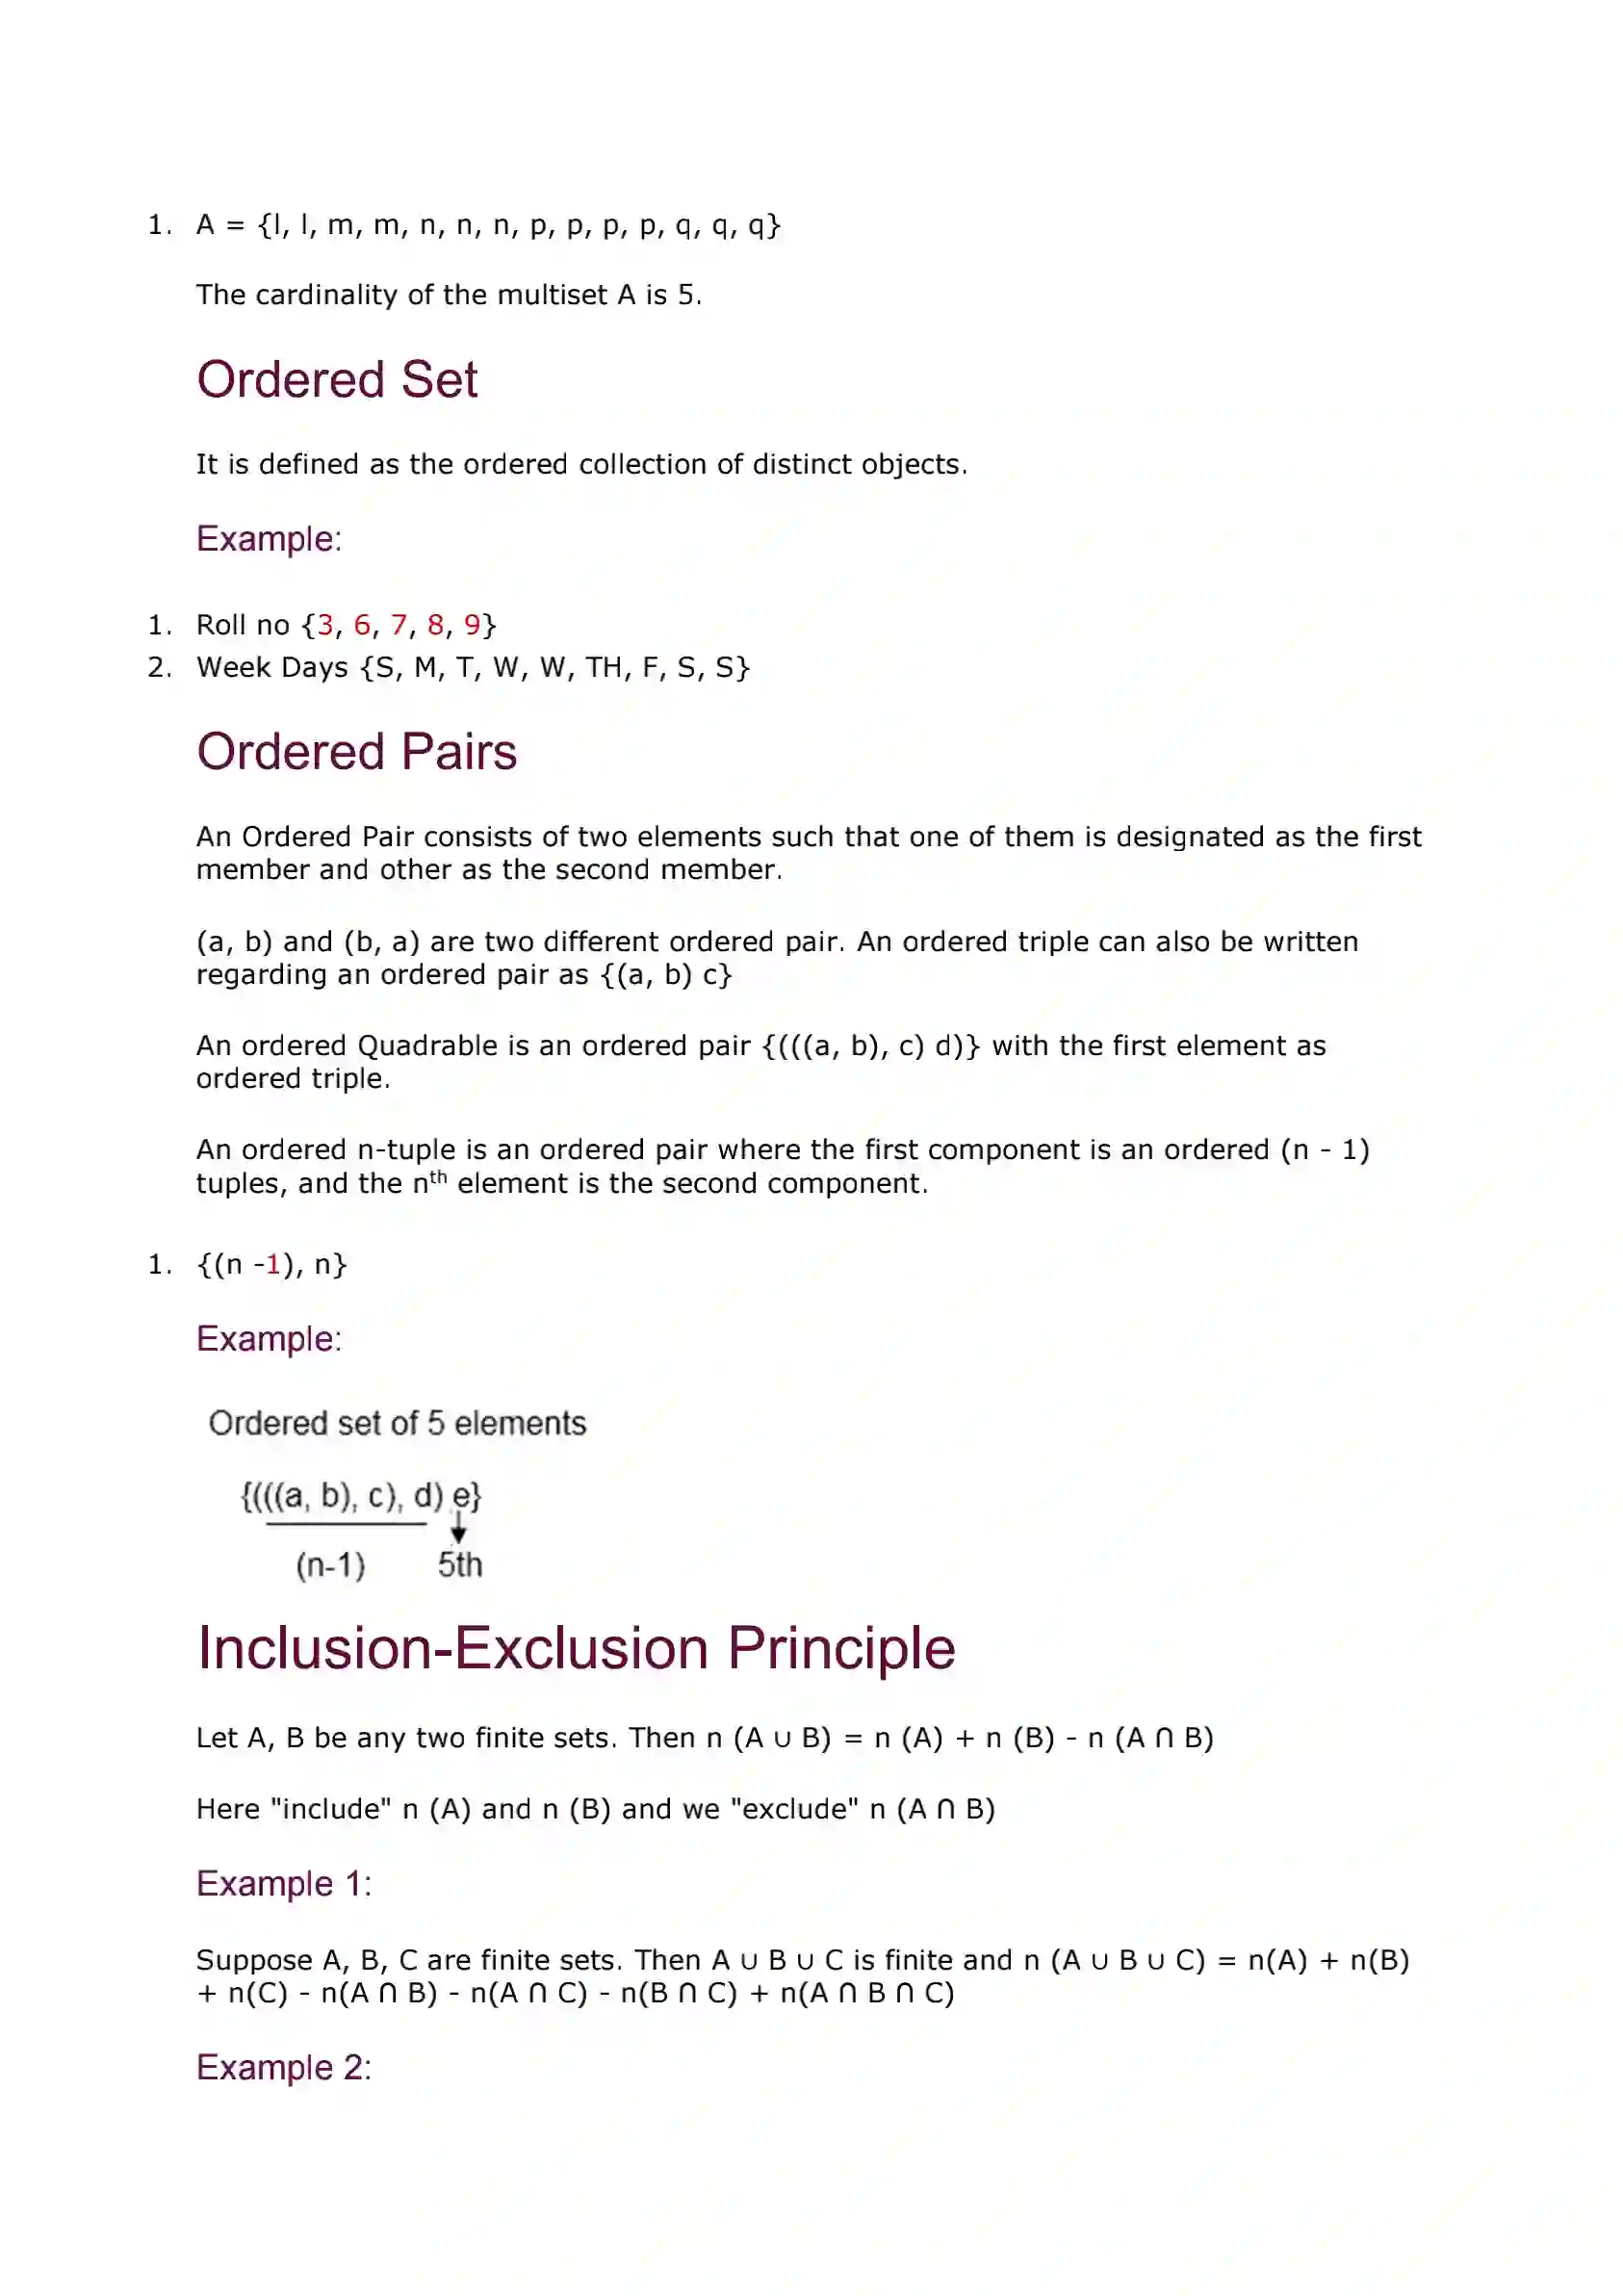 1. A = {l, l, m, m, n, n, n, p, p, p, p, q, q, q}
The cardinality of the multiset A is 5.
Ordered Set
It is defined as the ordered collection of distinct objects.
Example:
1. Roll no {3, 6, 7, 8, 9}
2. Week Days {S, M, T, W, W, TH, F, S, S}
Ordered Pairs
An Ordered Pair consists of two elements such that one of them is designated as the first
member and other as the second member.
(a, b) and (b, a) are two different ordered pair. An ordered triple can also be written
regarding an ordered pair as {(a, b) c}
An ordered Quadrable is an ordered pair {(((a, b), c) d)} with the first element as
ordered triple.
An ordered n-tuple is an ordered pair where the first component is an ordered (n - 1)
tuples, and the nth element is the second component.
1. {(n -1), n}
Example:
Ordered set of 5 elements
{(((a, b), c), d) e}
(n-1) 5th
Inclusion-Exclusion Principle
Let A, B be any two finite sets. Then n (A ∪ B) = n (A) + n (B) - n (A ∩ B)
Here "include" n (A) and n (B) and we "exclude" n (A ∩ B)
Example 1:
Suppose A, B, C are finite sets. Then A ∪ B ∪ C is finite and n (A ∪ B ∪ C) = n(A) + n(B)
+ n(C) - n(A ∩ B) - n(A ∩ C) - n(B ∩ C) + n(A ∩ B ∩ C)
Example 2: